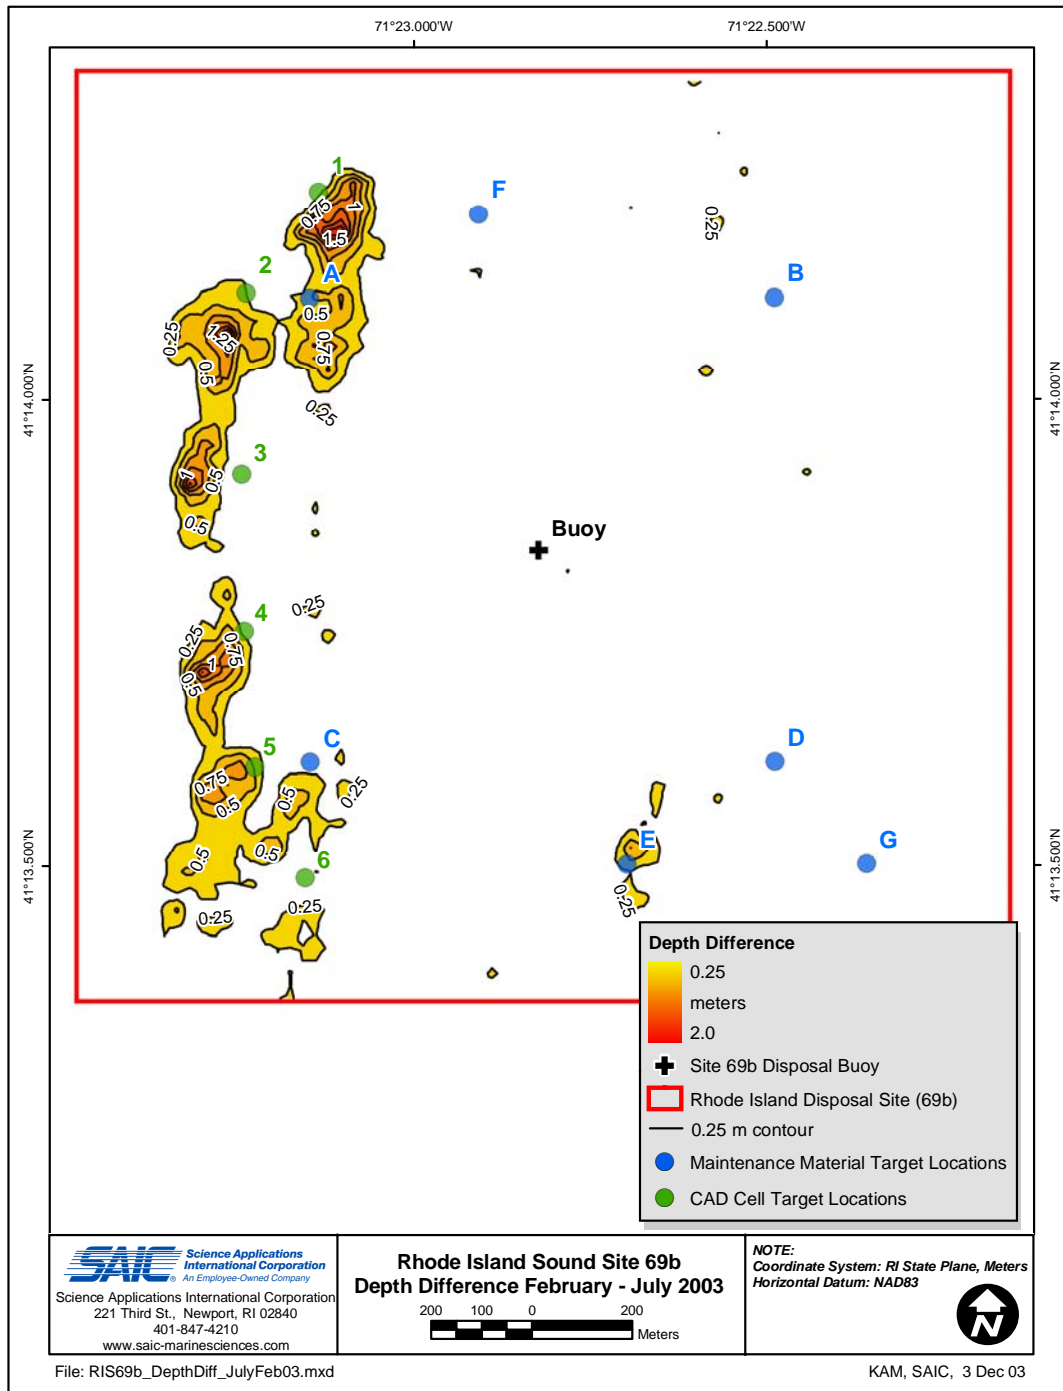 71°23.000'W
71°22.500'W
41°14.000'N
41°14.000'N
41°13.500'N
41°13.500'N
1
0.75
1
1.5
F
0.25
2
A
B
0.5
0.25
1.25
0.75
0.5
0.25
3
1
0.5
0.5
Buoy
0.25
4
0.25
0.75
1
0.5
C
D
5
0.75
0.5
0.5
0.25
E
G
0.5
0.5
6
0.25
0.25
0.25
Depth Difference
0.25
meters
2.0
Site 69b Disposal Buoy
Rhode Island Disposal Site (69b)
0.25 m contour
Maintenance Material Target Locations
CAD Cell Target Locations
SAIC® Science Applications
International Corporation
An Employee-Owned Company
Science Applications International Corporation
221 Third St., Newport, RI 02840
401-847-4210
www.saic-marinesciences.com
Rhode Island Sound Site 69b
Depth Difference February - July 2003
200 100 0 200
Meters
NOTE:
Coordinate System: RI State Plane, Meters
Horizontal Datum: NAD83
N
File: RIS69b_DepthDiff_JulyFeb03.mxd
KAM, SAIC, 3 Dec 03